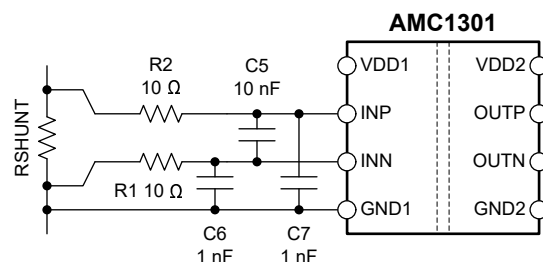 AMC1301
R2
10 Ω
C5
10 nF
VDD1
VDD2
INP
OUTP
RSHUNT
INN
OUTN
R1 10 Ω
GND1
GND2
C6
1 nF
C7
1 nF